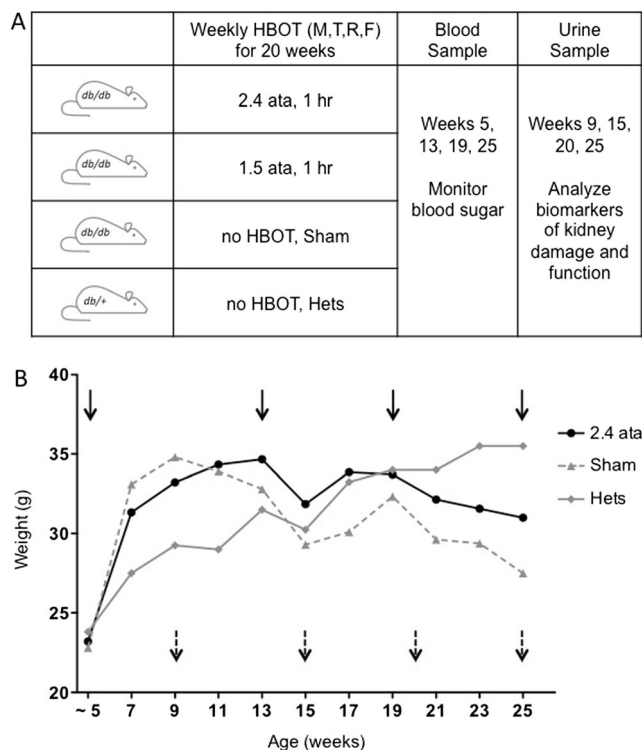 A
Weekly HBOT (M,T,R,F)
for 20 weeks
Blood
Sample
Urine
Sample
db/db
2.4 ata, 1 hr
db/db
1.5 ata, 1 hr
db/db
no HBOT, Sham
db/+
no HBOT, Hets
Weeks 5,
13, 19, 25
Monitor
blood sugar
Weeks 9, 15,
20, 25
Analyze
biomarkers
of kidney
damage and
function
B
40
35
30
25
20
Weight (g)
2.4 ata
Sham
Hets
~ 5 7 9 11 13 15 17 19 21 23 25
Age (weeks)